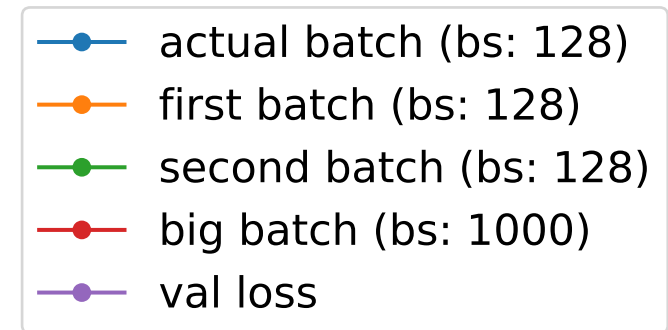 actual batch (bs: 128)
first batch (bs: 128)
second batch (bs: 128)
big batch (bs: 1000)
val loss